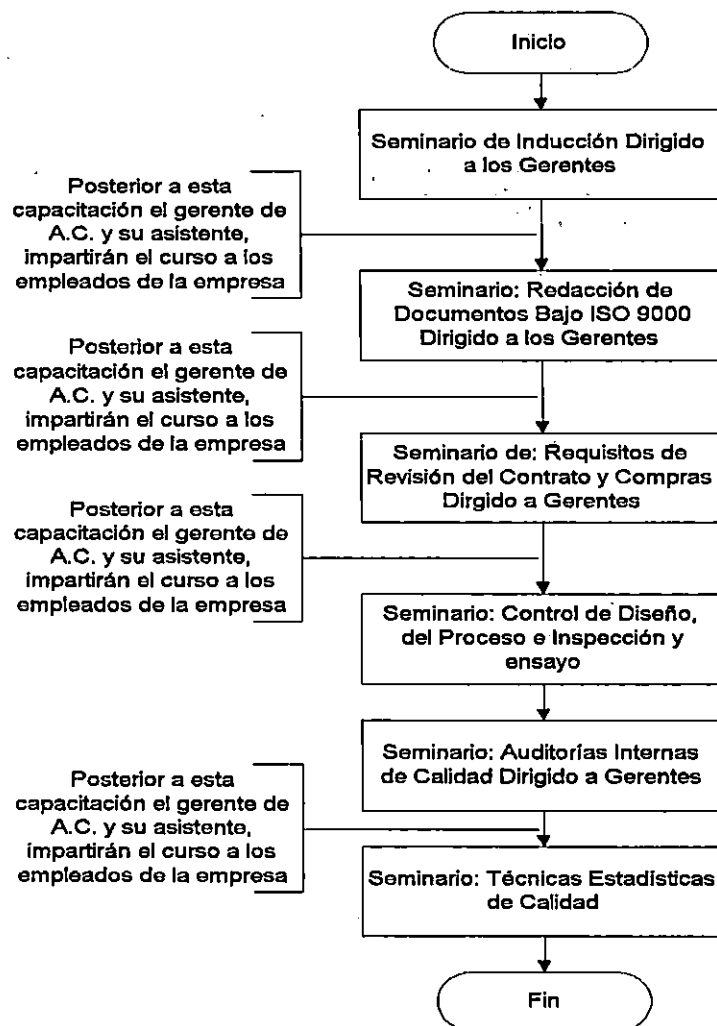 Inicio
Seminario de Inducción Dirigido
a los Gerentes
Posterior a esta
capacitación el gerente de
A.C. y su asistente,
impartirán el curso a los
empleados de la empresa
Seminario: Redacción de
Documentos Bajo ISO 9000
Dirigido a los Gerentes
Posterior a esta
capacitación el gerente de
A.C. y su asistente,
impartirán el curso a los
empleados de la empresa
Seminario de: Requisitos de
Revisión del Contrato y Compras
Dirgido a Gerentes
Posterior a esta
capacitación el gerente de
A.C. y su asistente,
impartirán el curso a los
empleados de la empresa
Seminario: Control de Diseño,
del Proceso e Inspección y
ensayo
Seminario: Auditorías Internas
de Calidad Dirigido a Gerentes
Posterior a esta
capacitación el gerente de
A.C. y su asistente,
impartirán el curso a los
empleados de la empresa
Seminario: Técnicas Estadísticas
de Calidad
Fin